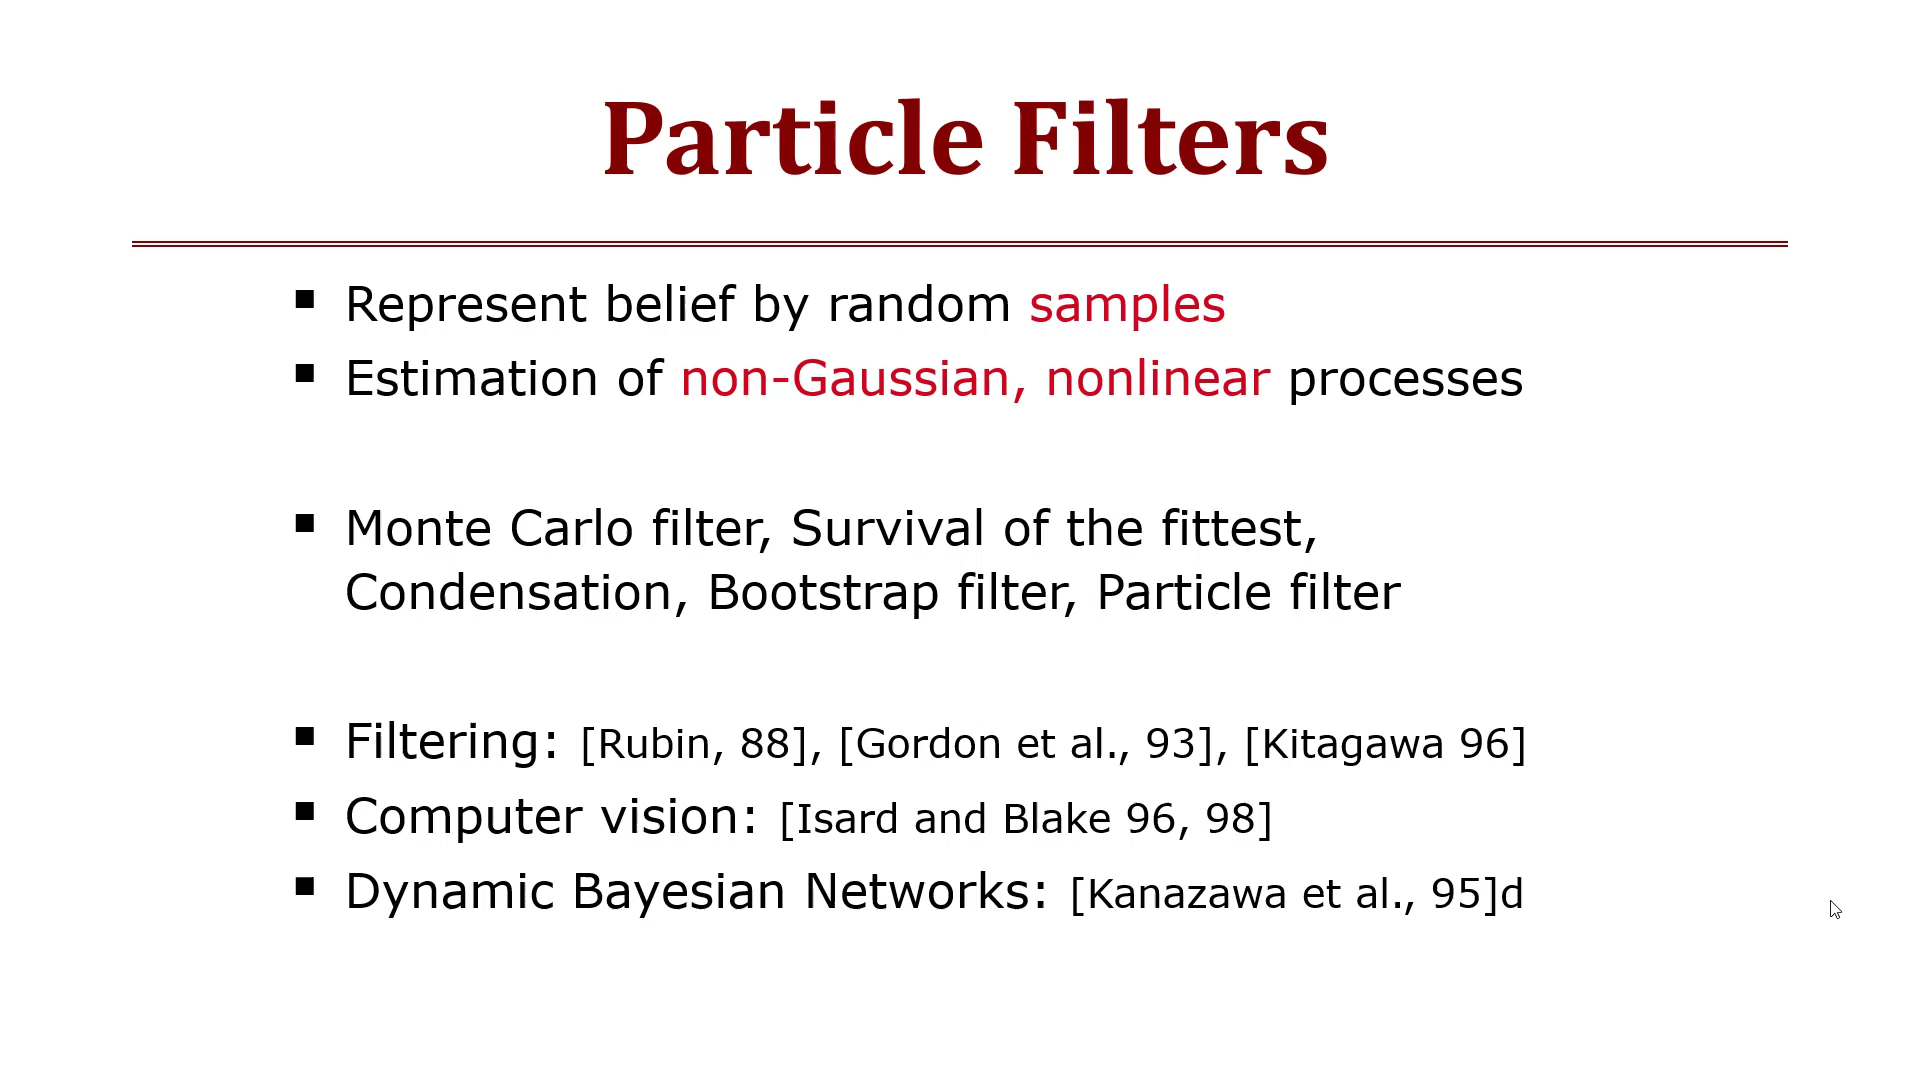 Particle Filters
Represent belief by random samples
Estimation of non-Gaussian, nonlinear processes
Monte Carlo filter, Survival of the fittest,
Condensation, Bootstrap filter, Particle filter
Filtering: [Rubin, 88], [Gordon et al., 93], [Kitagawa 96]
Computer vision: [Isard and Blake 96, 98]
Dynamic Bayesian Networks: [Kanazawa et al., 95]d